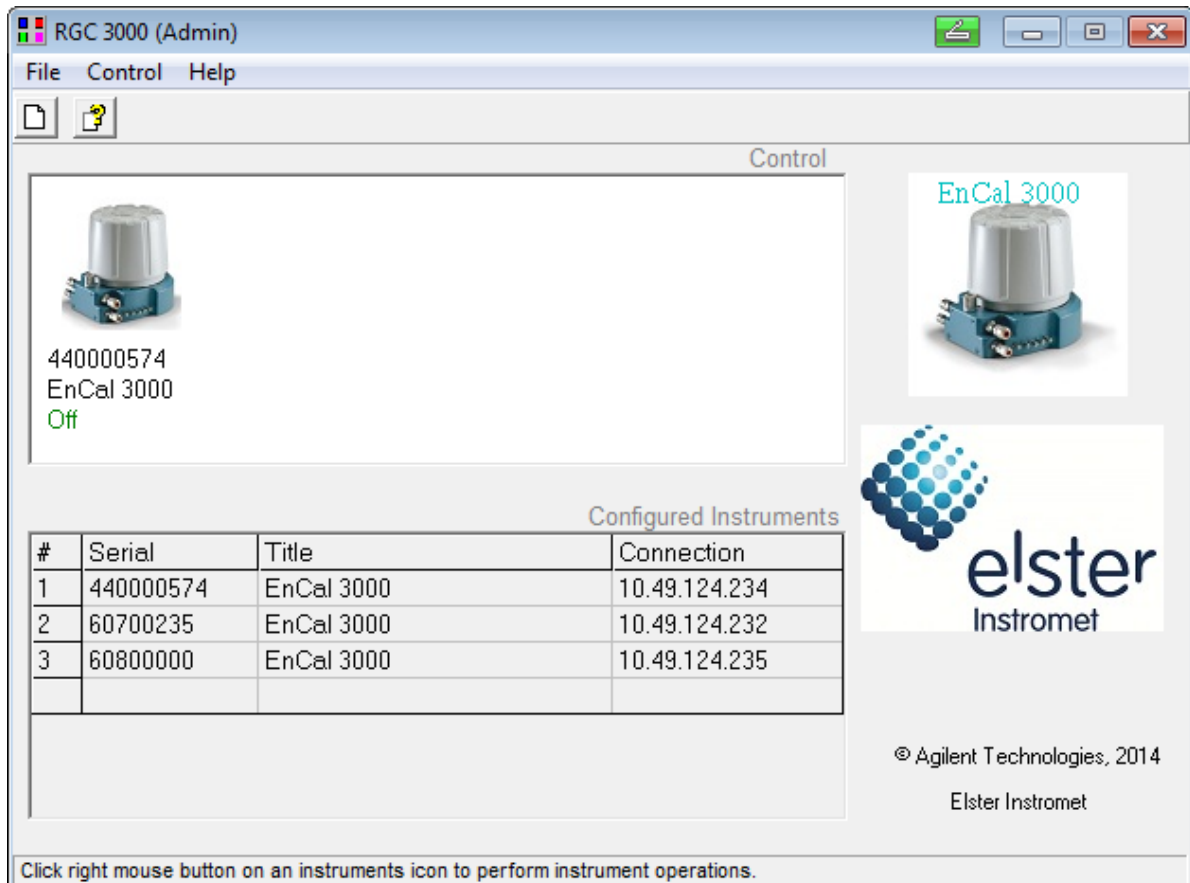 RGC 3000 (Admin)
File Control Help
Control
440000574
EnCal 3000
Off
EnCal 3000
elster
Instromet
Configured Instruments
# Serial Title Connection
1 440000574 EnCal 3000 10.49.124.234
2 60700235 EnCal 3000 10.49.124.232
3 60800000 EnCal 3000 10.49.124.235
© Agilent Technologies, 2014
Elster Instromet
Click right mouse button on an instruments icon to perform instrument operations.